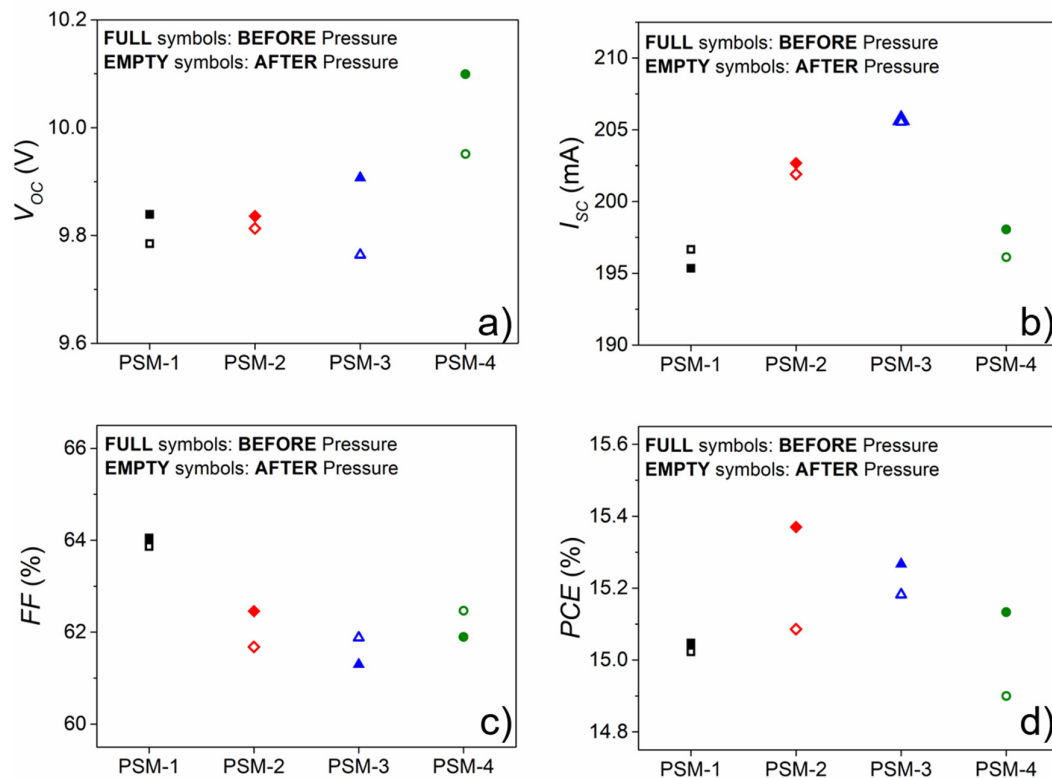 10.2
10.0
9.8
9.6
V_OC (V)
FULL symbols: BEFORE Pressure
EMPTY symbols: AFTER Pressure
a)
PSM-1 PSM-2 PSM-3 PSM-4
210
205
200
195
190
I_SC (mA)
FULL symbols: BEFORE Pressure
EMPTY symbols: AFTER Pressure
b)
PSM-1 PSM-2 PSM-3 PSM-4
66
64
62
60
FF (%)
FULL symbols: BEFORE Pressure
EMPTY symbols: AFTER Pressure
c)
PSM-1 PSM-2 PSM-3 PSM-4
15.6
15.4
15.2
15.0
14.8
PCE (%)
FULL symbols: BEFORE Pressure
EMPTY symbols: AFTER Pressure
d)
PSM-1 PSM-2 PSM-3 PSM-4